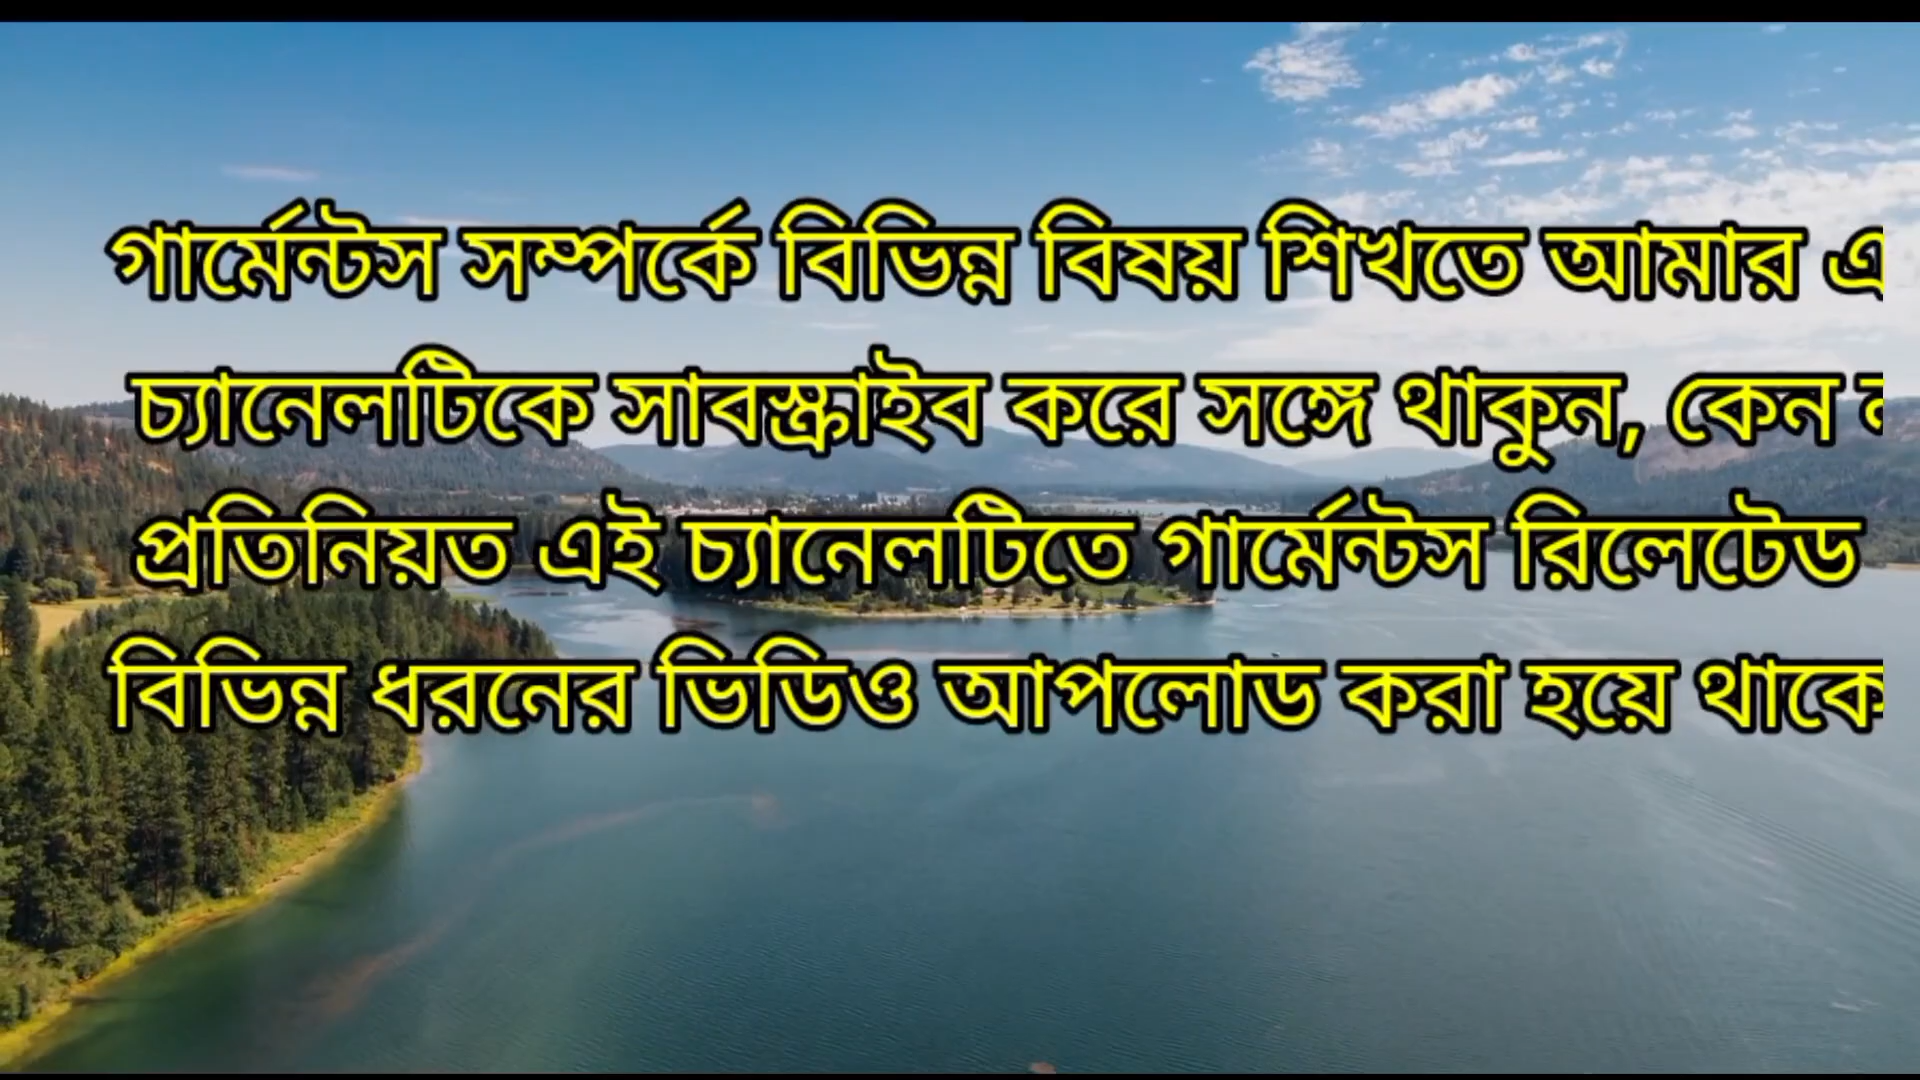 গার্মেন্টস সম্পর্কে বিভিন্ন বিষয় শিখতে আমার এ
চ্যানেলটিকে সাবস্ক্রাইব করে সঙ্গে থাকুন, কেন
প্রতিনিয়ত এই চ্যানেলটিতে গার্মেন্টস রিলেটেড
বিভিন্ন ধরনের ভিডিও আপলোড করা হয়ে থাকে